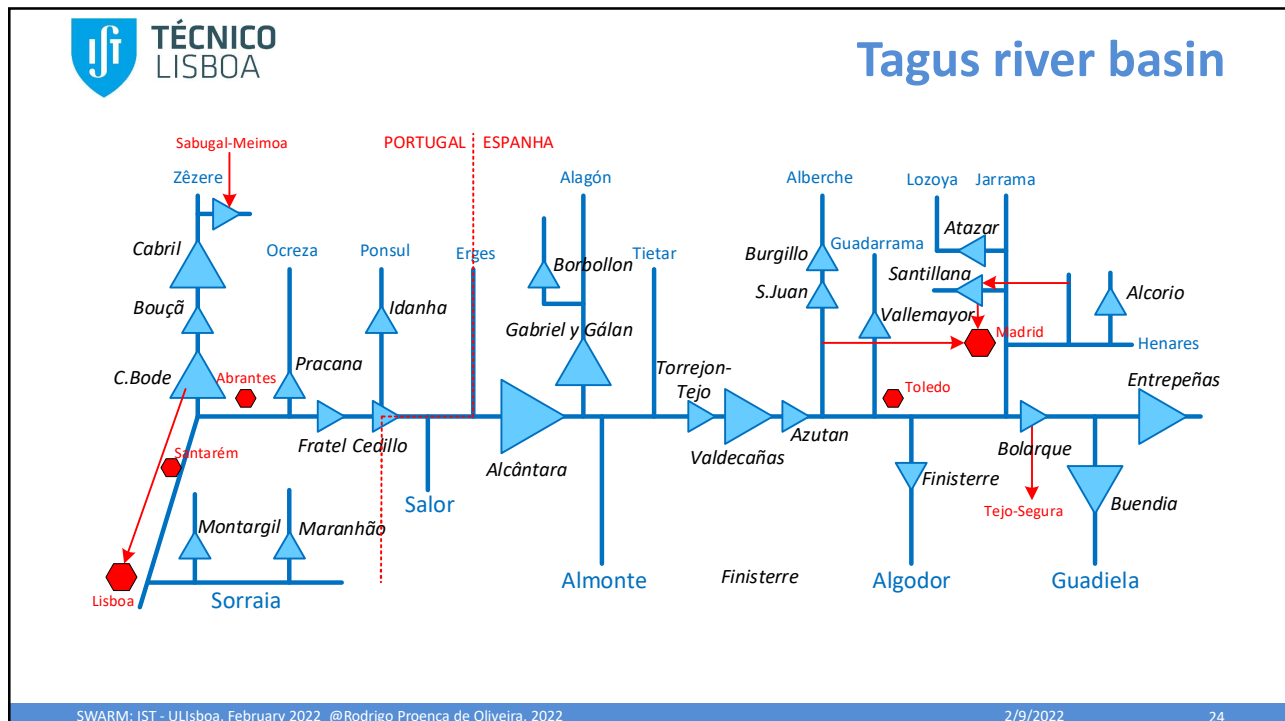 TÉCNICO
LISBOA
Tagus river basin
Sabugal-Meimoa
PORTUGAL
ESPANHA
Zêzere
Alagón
Alberche
Lozoya
Jarrama
Cabril
Ocreza
Ponsul
Erges
Borbollon
Tietar
Burgillo
Guadarrama
Atazar
Santillana
Bouçã
Idanha
S.Juan
Vallemayor
Alcorio
Gabriel y Gálan
Madrid
Henares
C.Bode
Abrantes
Pracana
Torrejon-
Tejo
Toledo
Entrepeñas
Fratel
Cedillo
Azutan
Santarém
Alcântara
Valdecañas
Bolarque
Finisterre
Salor
Tejo-Segura
Buendia
Montargil
Maranhão
Almonte
Finisterre
Algodor
Guadiela
Lisboa
Sorraia
SWARM: IST - ULIsboa, February 2022 @Rodrigo Proença de Oliveira, 2022
2/9/2022
24